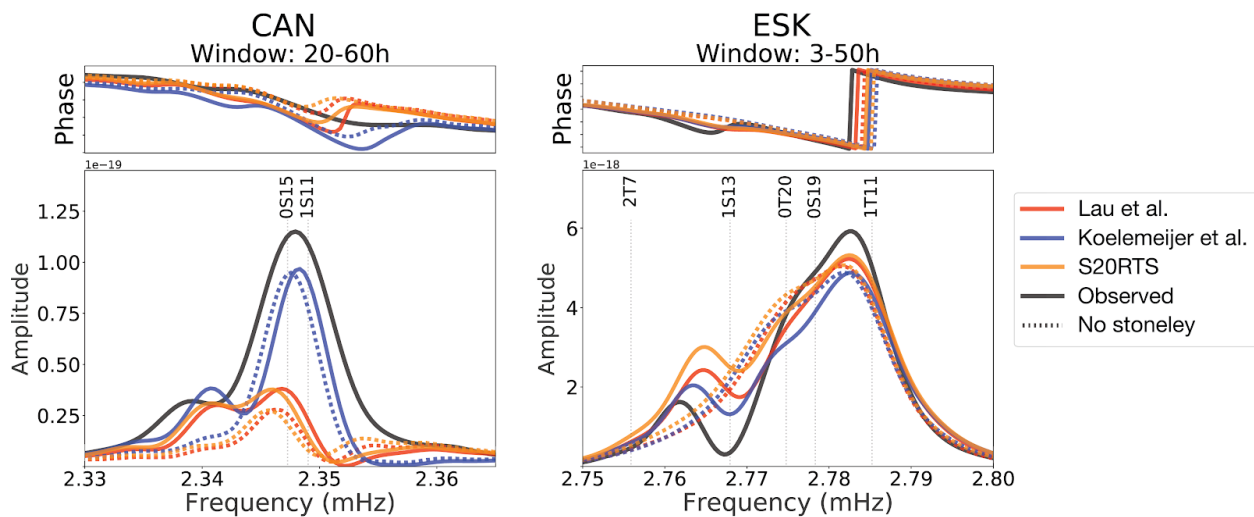 CAN
Window: 20-60h
Phase
1e−19
Amplitude
1.25
1.00
0.75
0.50
0.25
0S15
1S11
2.33
2.34
2.35
2.36
Frequency (mHz)
ESK
Window: 3-50h
Phase
1e−18
Amplitude
6
4
2
2T7
1S13
0T20
0S19
1T11
2.75
2.76
2.77
2.78
2.79
2.80
Frequency (mHz)
Lau et al.
Koelemeijer et al.
S20RTS
Observed
No stoneley